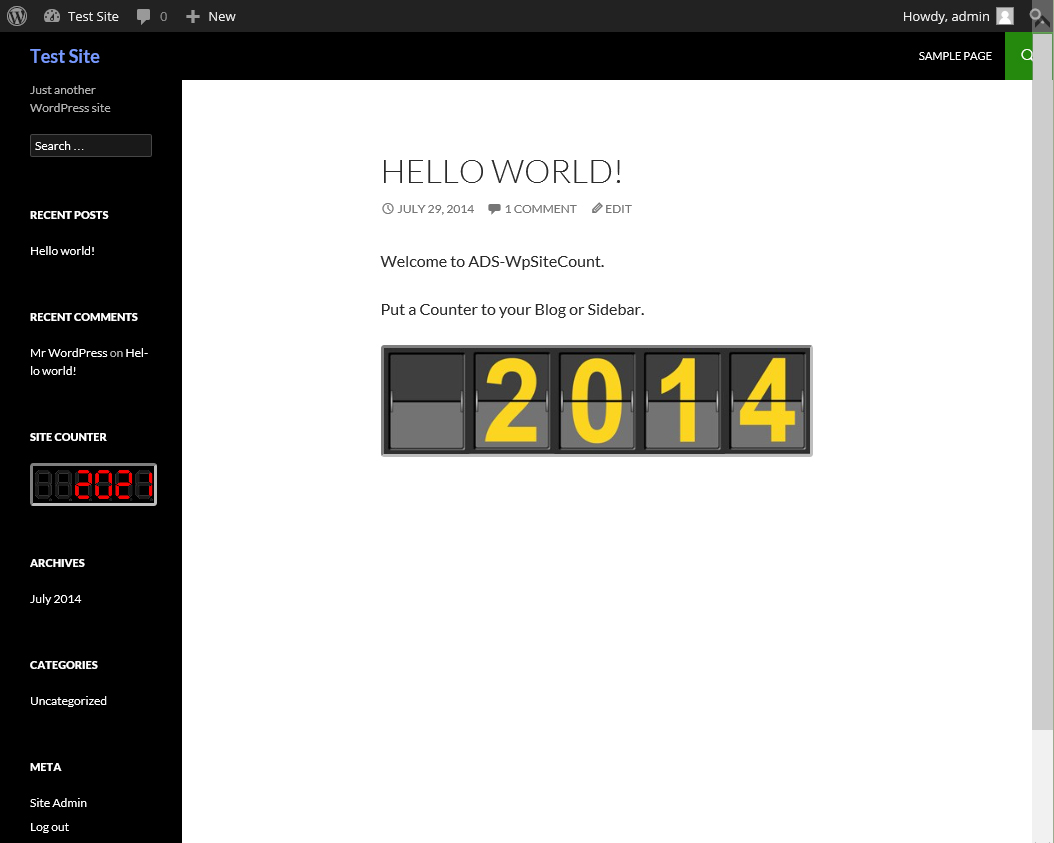 Test Site
0
New
Howdy, admin
Test Site
SAMPLE PAGE
Just another
WordPress site
Search …
RECENT POSTS
Hello world!
RECENT COMMENTS
Mr WordPress on Hel-
lo world!
SITE COUNTER
2021
ARCHIVES
July 2014
CATEGORIES
Uncategorized
META
Site Admin
Log out
HELLO WORLD!
JULY 29, 2014 1 COMMENT EDIT
Welcome to ADS-WpSiteCount.
Put a Counter to your Blog or Sidebar.
2014